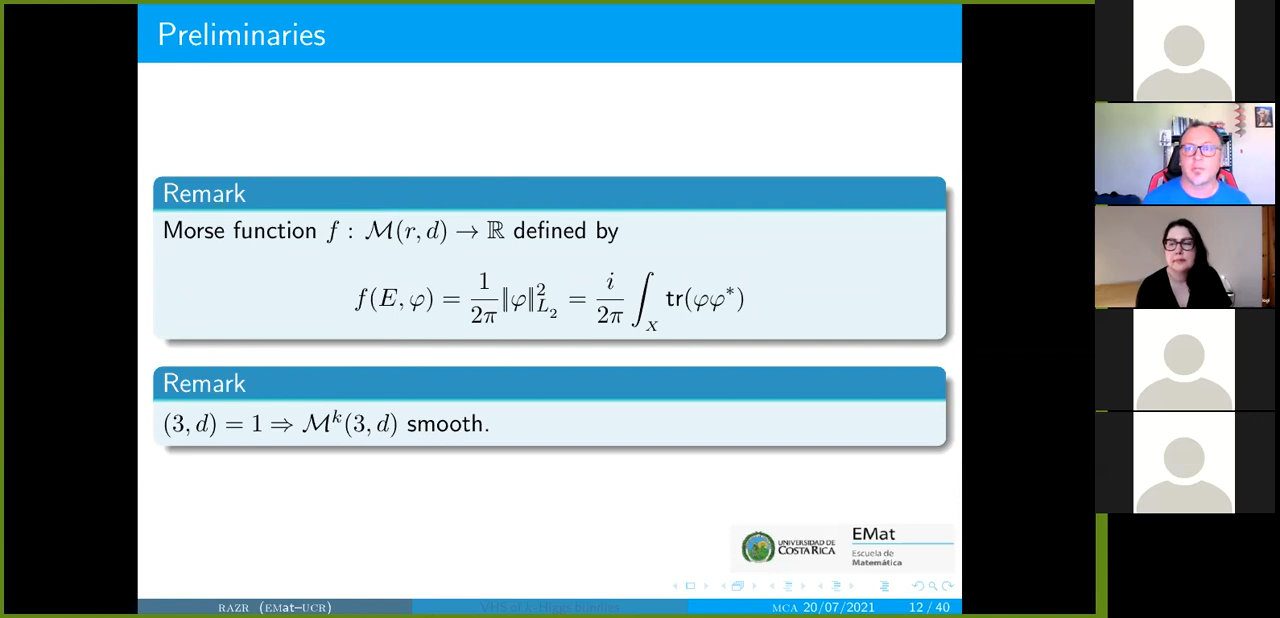 Preliminaries
Remark
Morse function f : M(r, d) → ℝ defined by
f(E, φ) = 1/2π ‖φ‖²_{L₂} = i/2π ∫_X tr(φφ*)
Remark
(3, d) = 1 ⇒ M^k(3, d) smooth.
UNIVERSIDAD DE
COSTA RICA
EMat
Escuela de
Matemática
RAZR (EMat–UCR)
MCA 20/07/2021
12 / 40